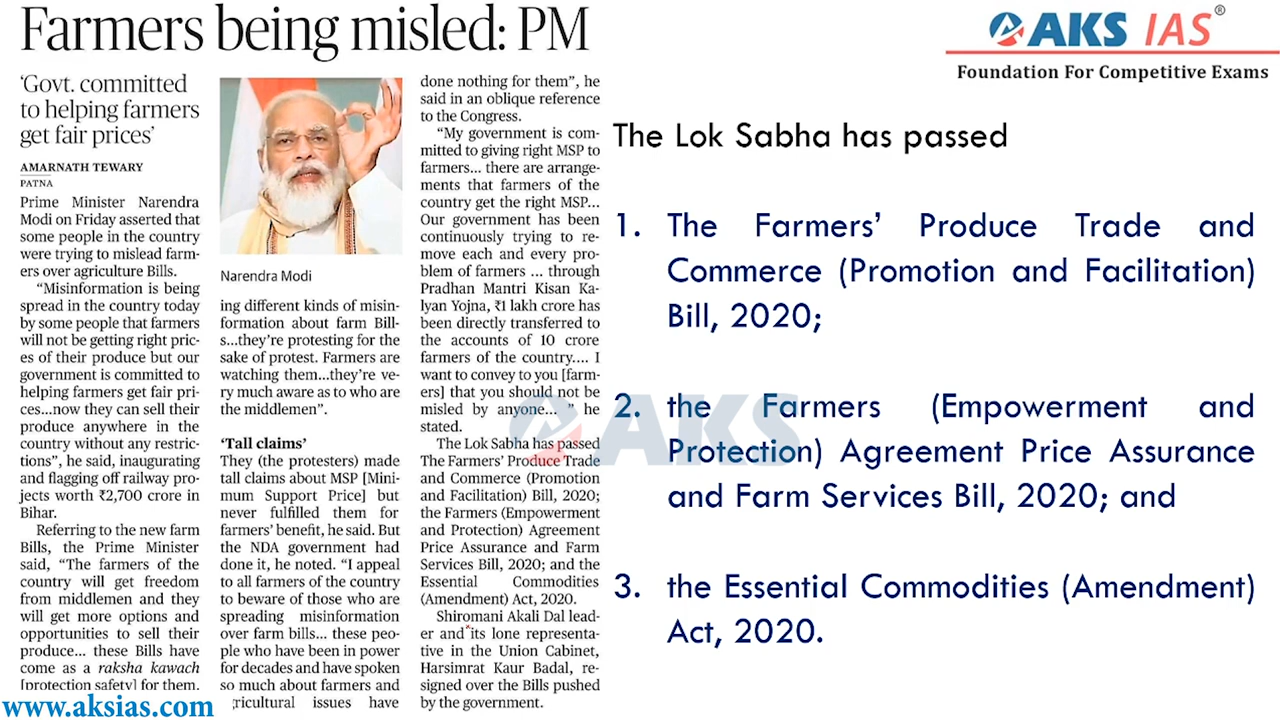 Farmers being misled: PM
'Govt. committed
to helping farmers
get fair prices'
AMARNATH TEWARY
PATNA
Prime Minister Narendra
Modi on Friday asserted that
some people in the country
were trying to mislead farm-
ers over agriculture Bills.
"Misinformation is being
spread in the country today
by some people that farmers
will not be getting right pric-
es of their produce but our
government is committed to
helping farmers get fair pri-
ces...now they can sell their
produce anywhere in the
country without any restric-
tions", he said, inaugurating
and flagging off railway pro-
jects worth ₹2,700 crore in
Bihar.
Referring to the new farm
Bills, the Prime Minister
said, "The farmers of the
country will get freedom
from middlemen and they
will get more options and
opportunities to sell their
produce... these Bills have
come as a raksha kawach
[protection safety] for them.
Narendra Modi
ing different kinds of misin-
formation about farm Bill-
s...they're protesting for the
sake of protest. Farmers are
watching them...they're ve-
ry much aware as to who are
the middlemen".
'Tall claims'
They (the protesters) made
tall claims about MSP [Mini-
mum Support Price] but
never fulfilled them for
farmers' benefit, he said. But
the NDA government had
done it, he noted. "I appeal
to all farmers of the country
to beware of those who are
spreading misinformation
over farm bills... these peo-
ple who have been in power
for decades and have spoken
so much about farmers and
gricultural issues have
done nothing for them", he
said in an oblique reference
to the Congress.
"My government is com-
mitted to giving right MSP to
farmers... there are arrange-
ments that farmers of the
country get the right MSP...
Our government has been
continuously trying to re-
move each and every pro-
blem of farmers ... through
Pradhan Mantri Kisan Ka-
lyan Yojna, ₹1 lakh crore has
been directly transferred to
the accounts of 10 crore
farmers of the country.... I
want to convey to you [farm-
ers] that you should not be
misled by anyone... " he
stated.
The Lok Sabha has passed
The Farmers' Produce Trade
and Commerce (Promotion
and Facilitation) Bill, 2020;
the Farmers (Empowerment
and Protection) Agreement
Price Assurance and Farm
Services Bill, 2020; and the
Essential Commodities
(Amendment) Act, 2020.
Shiromani Akali Dal lead-
er and its lone representa-
tive in the Union Cabinet,
Harsimrat Kaur Badal, re-
signed over the Bills pushed
by the government.
AKS IAS®
Foundation For Competitive Exams
The Lok Sabha has passed
1. The Farmers' Produce Trade and
Commerce (Promotion and Facilitation)
Bill, 2020;
2. the Farmers (Empowerment and
Protection) Agreement Price Assurance
and Farm Services Bill, 2020; and
3. the Essential Commodities (Amendment)
Act, 2020.
AKS
www.aksias.com